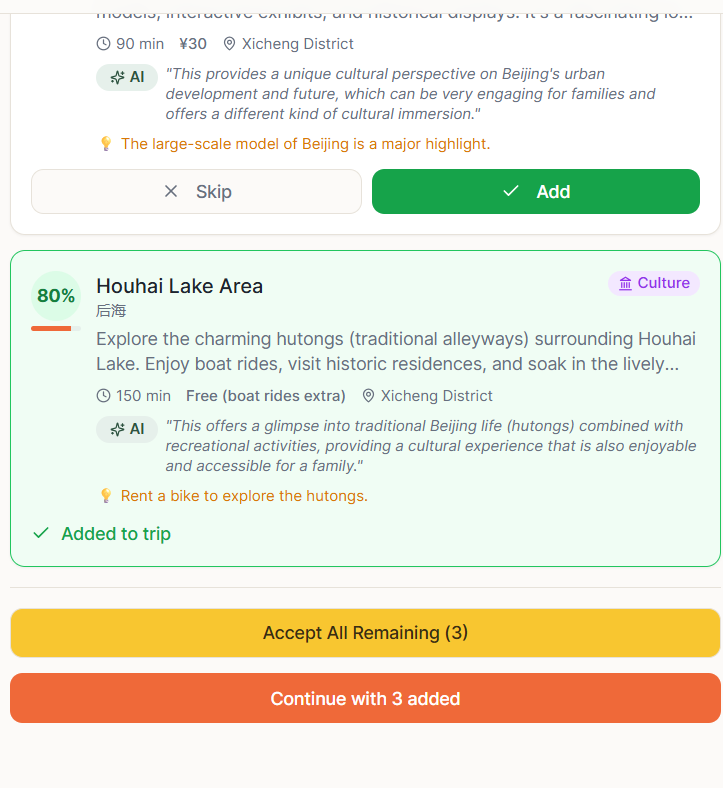 models, interactive exhibits, and historical displays. It's a fascinating lo...
90 min ¥30 Xicheng District
AI "This provides a unique cultural perspective on Beijing's urban
development and future, which can be very engaging for families and
offers a different kind of cultural immersion."
The large-scale model of Beijing is a major highlight.
Skip Add
80% Houhai Lake Area Culture
后海
Explore the charming hutongs (traditional alleyways) surrounding Houhai
Lake. Enjoy boat rides, visit historic residences, and soak in the lively...
150 min Free (boat rides extra) Xicheng District
AI "This offers a glimpse into traditional Beijing life (hutongs) combined with
recreational activities, providing a cultural experience that is also enjoyable
and accessible for a family."
Rent a bike to explore the hutongs.
Added to trip
Accept All Remaining (3)
Continue with 3 added